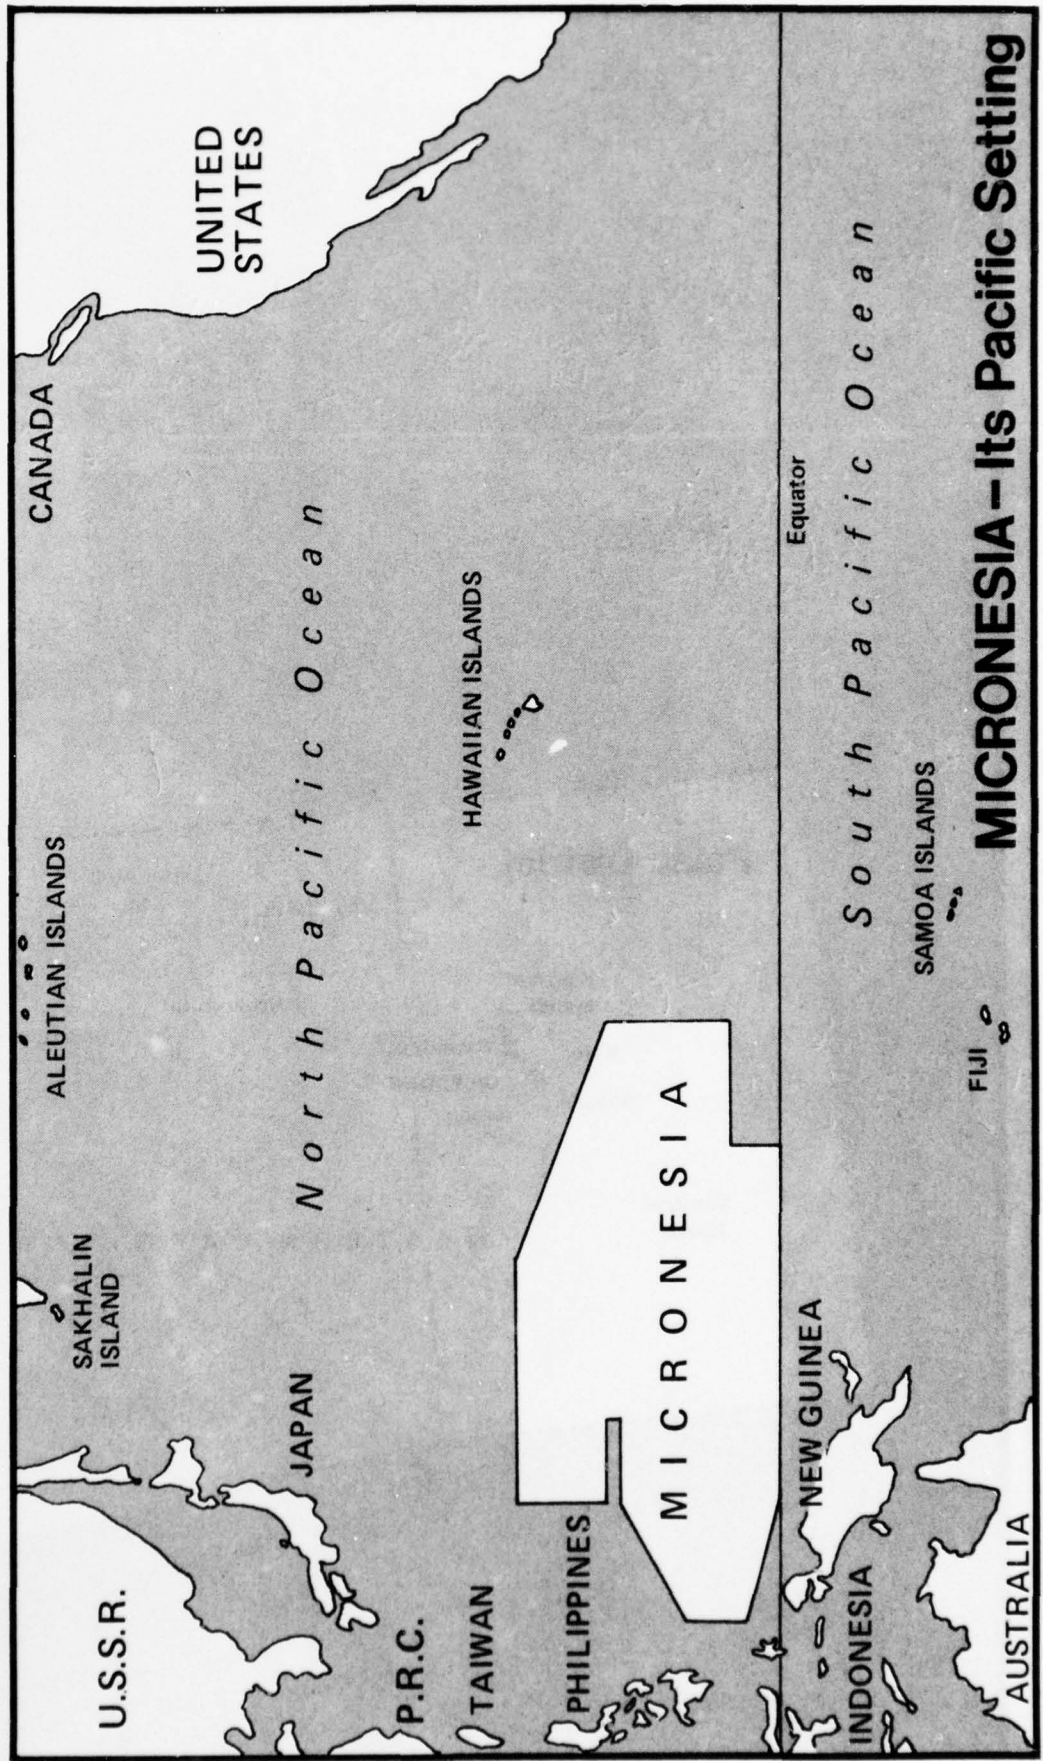 U.S.S.R.
SAKHALIN
ISLAND
ALEUTIAN ISLANDS
CANADA
UNITED
STATES
JAPAN
North Pacific Ocean
P.R.C.
TAIWAN
HAWAIIAN ISLANDS
PHILIPPINES
MICRONESIA
Equator
NEW GUINEA
INDONESIA
South Pacific Ocean
SAMOA ISLANDS
FIJI
AUSTRALIA
MICRONESIA—Its Pacific Setting